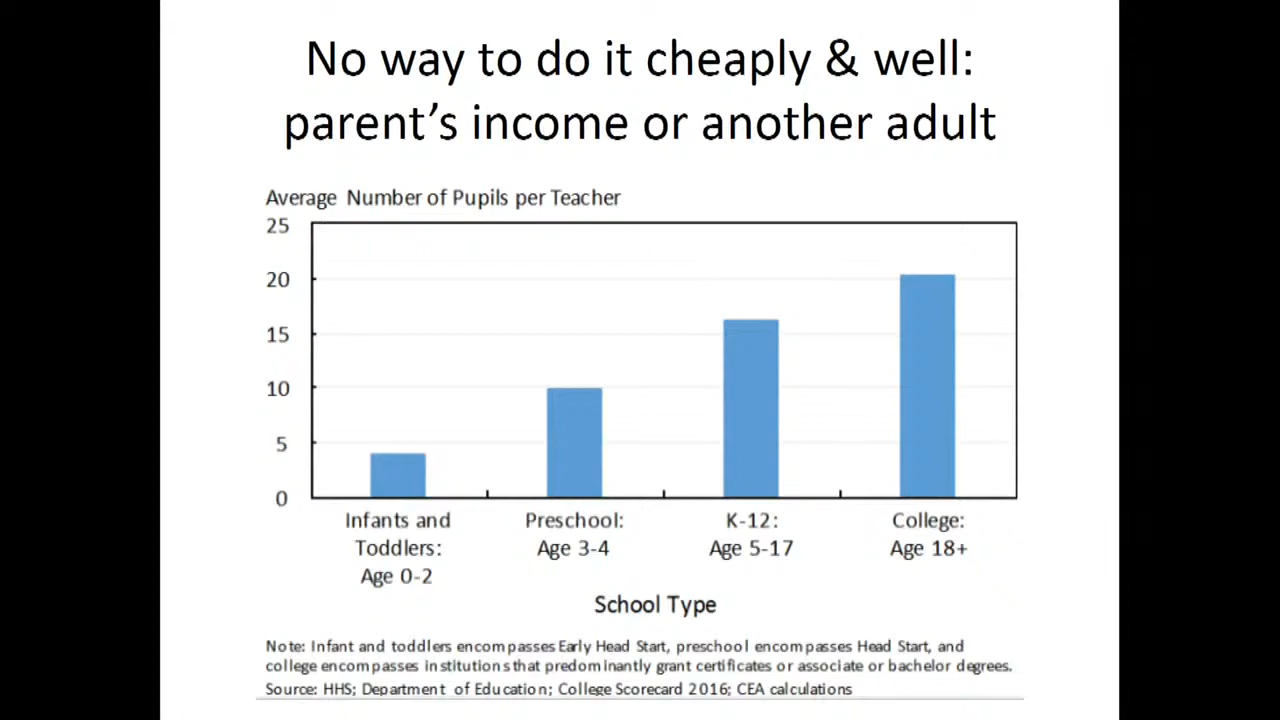 No way to do it cheaply & well:
parent's income or another adult
Average Number of Pupils per Teacher
25
20
15
10
5
0
Infants and
Toddlers:
Age 0-2
Preschool:
Age 3-4
K-12:
Age 5-17
College:
Age 18+
School Type
Note: Infant and toddlers encompasses Early Head Start, preschool encompasses Head Start, and
college encompasses institutions that predominantly grant certificates or associate or bachelor degrees.
Source: HHS; Department of Education; College Scorecard 2016; CEA calculations